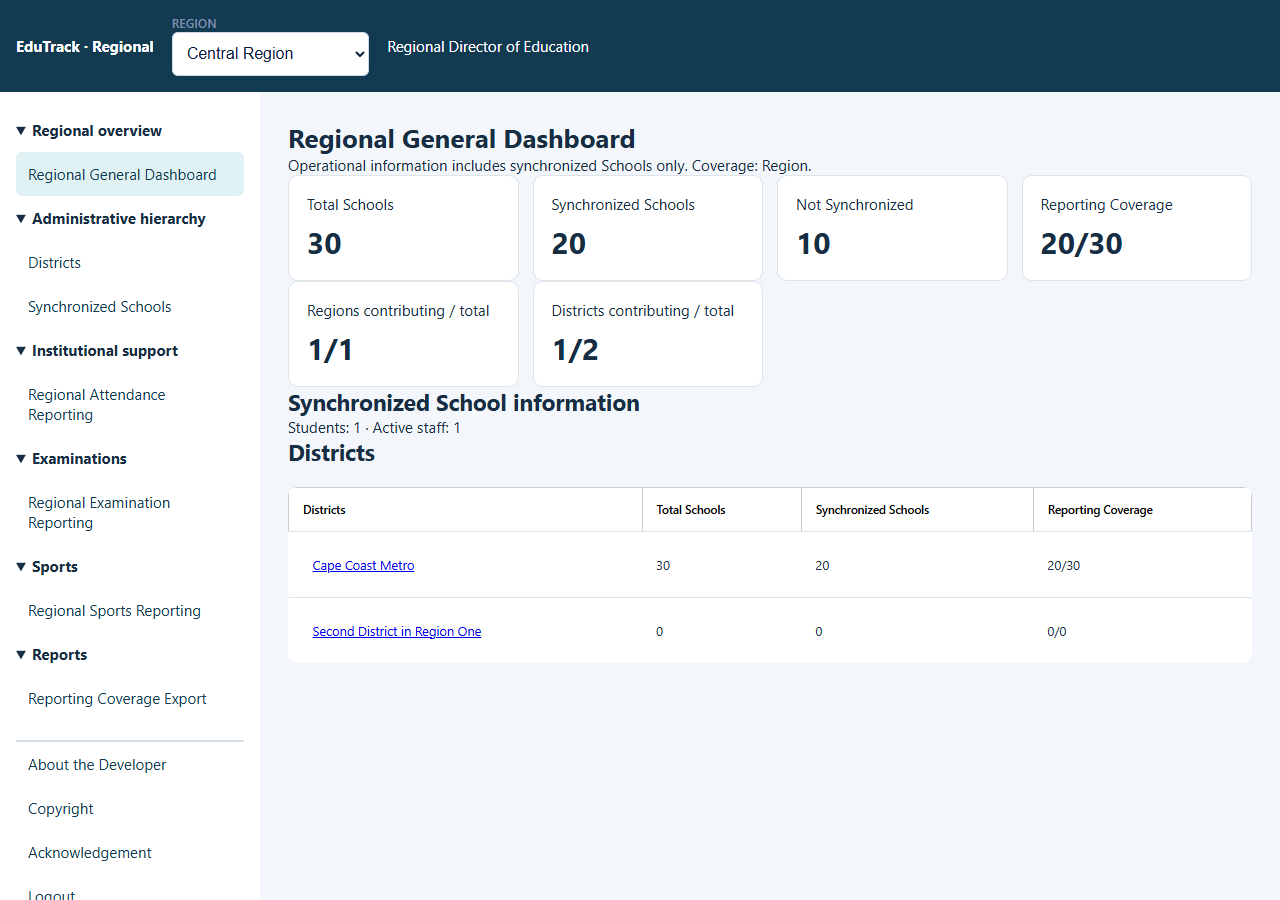 EduTrack · Regional
REGION
Central Region
Regional Director of Education
Regional overview
Regional General Dashboard
Administrative hierarchy
Districts
Synchronized Schools
Institutional support
Regional Attendance
Reporting
Examinations
Regional Examination
Reporting
Sports
Regional Sports Reporting
Reports
Reporting Coverage Export
About the Developer
Copyright
Acknowledgement
Logout
Regional General Dashboard
Operational information includes synchronized Schools only. Coverage: Region.
Total Schools
30
Synchronized Schools
20
Not Synchronized
10
Reporting Coverage
20/30
Regions contributing / total
1/1
Districts contributing / total
1/2
Synchronized School information
Students: 1 · Active staff: 1
Districts
Districts Total Schools Synchronized Schools Reporting Coverage
Cape Coast Metro 30 20 20/30
Second District in Region One 0 0 0/0